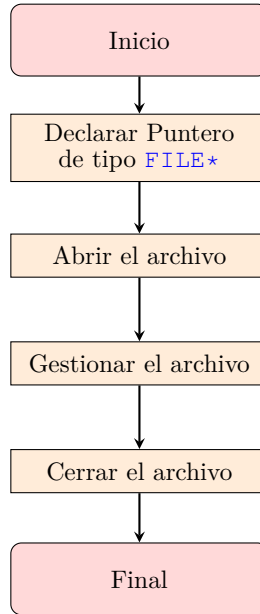 Inicio
Declarar Puntero
de tipo FILE*
Abrir el archivo
Gestionar el archivo
Cerrar el archivo
Final